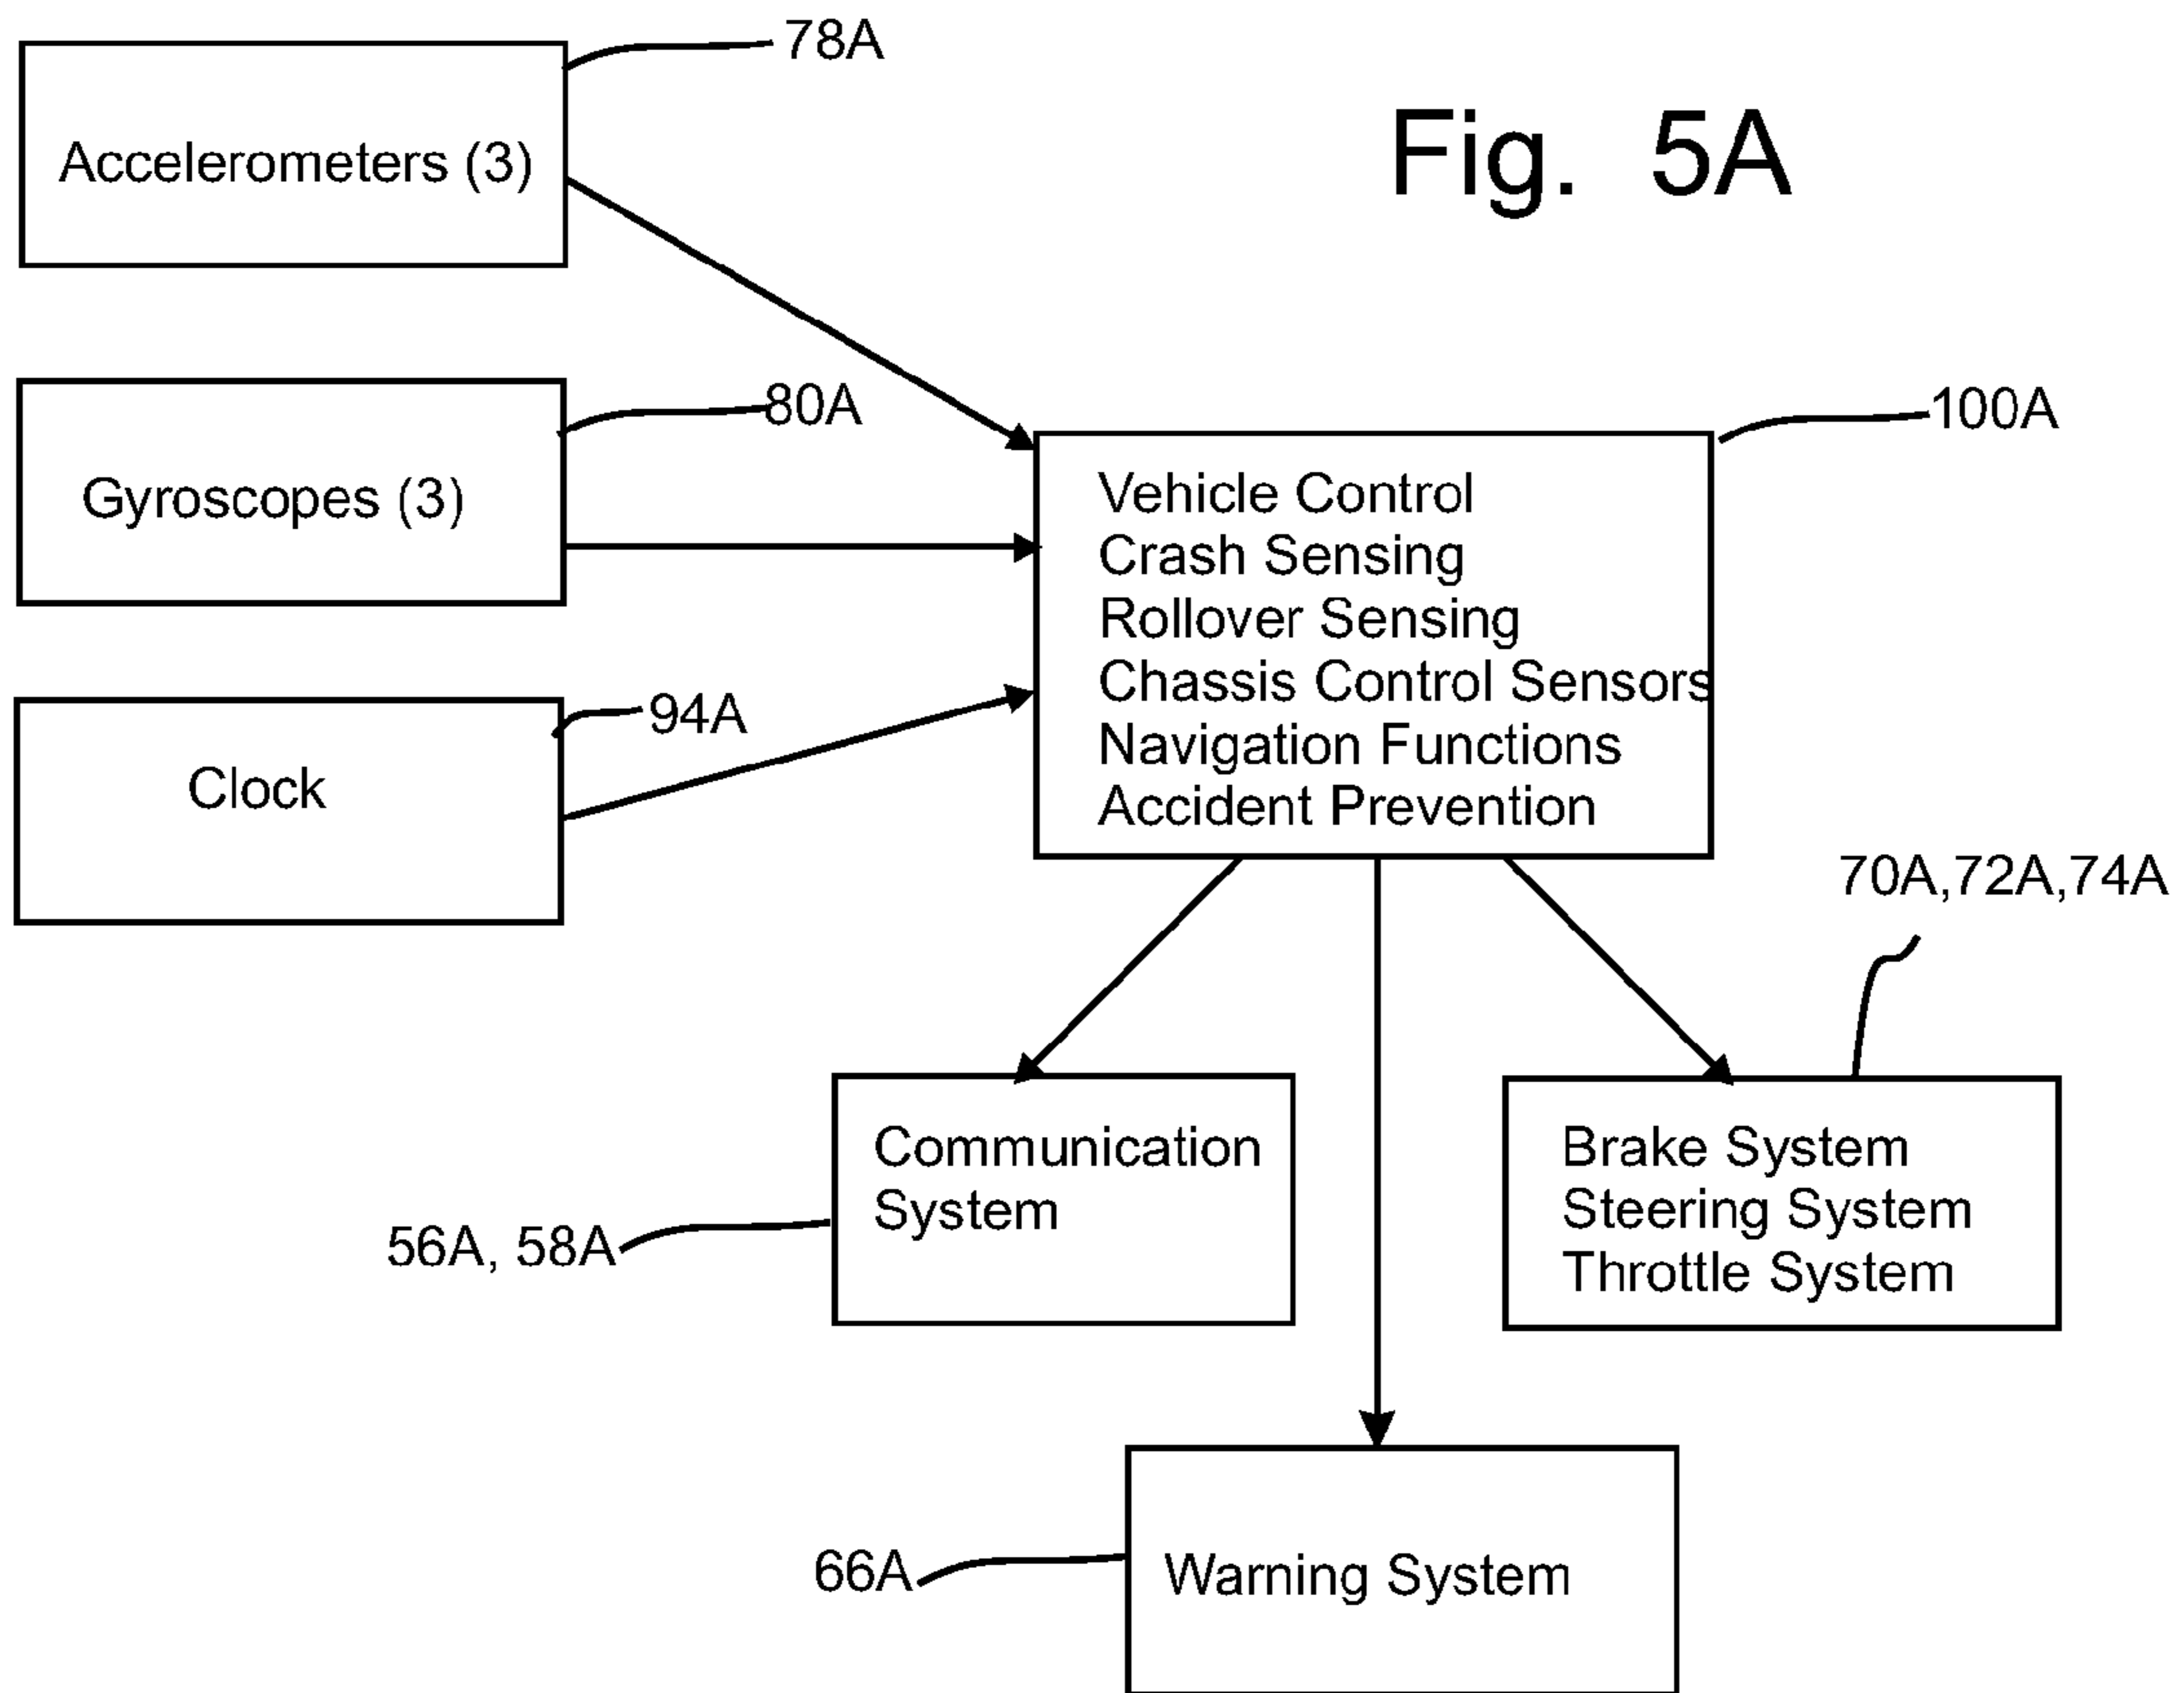 78A
Fig. 5A
Accelerometers (3)
80A
100A
Gyroscopes (3)
Vehicle Control
Crash Sensing
Rollover Sensing
Chassis Control Sensors
Navigation Functions
Accident Prevention
94A
Clock
70A,72A,74A
Communication
System
56A, 58A
Brake System
Steering System
Throttle System
66A
Warning System